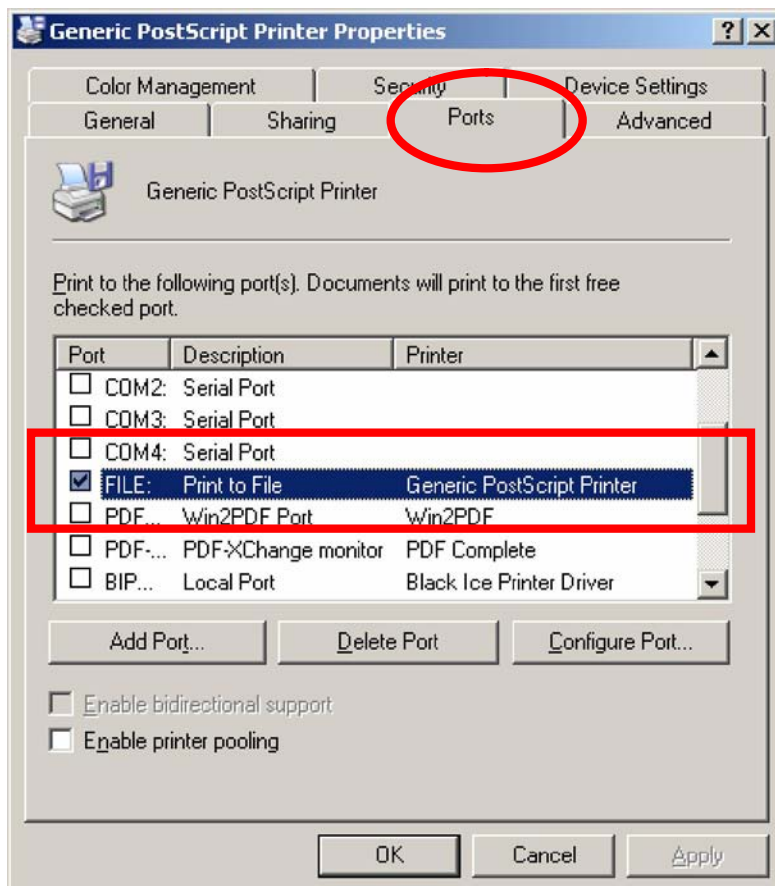 Generic PostScript Printer Properties
Color Management Security Device Settings
General Sharing Ports Advanced
Generic PostScript Printer
Print to the following port(s). Documents will print to the first free
checked port.
Port Description Printer
COM2: Serial Port
COM3: Serial Port
COM4: Serial Port
FILE: Print to File Generic PostScript Printer
PDF... Win2PDF Port Win2PDF
PDF-... PDF-XChange monitor PDF Complete
BIP... Local Port Black Ice Printer Driver
Add Port... Delete Port Configure Port...
Enable bidirectional support
Enable printer pooling
OK Cancel Apply